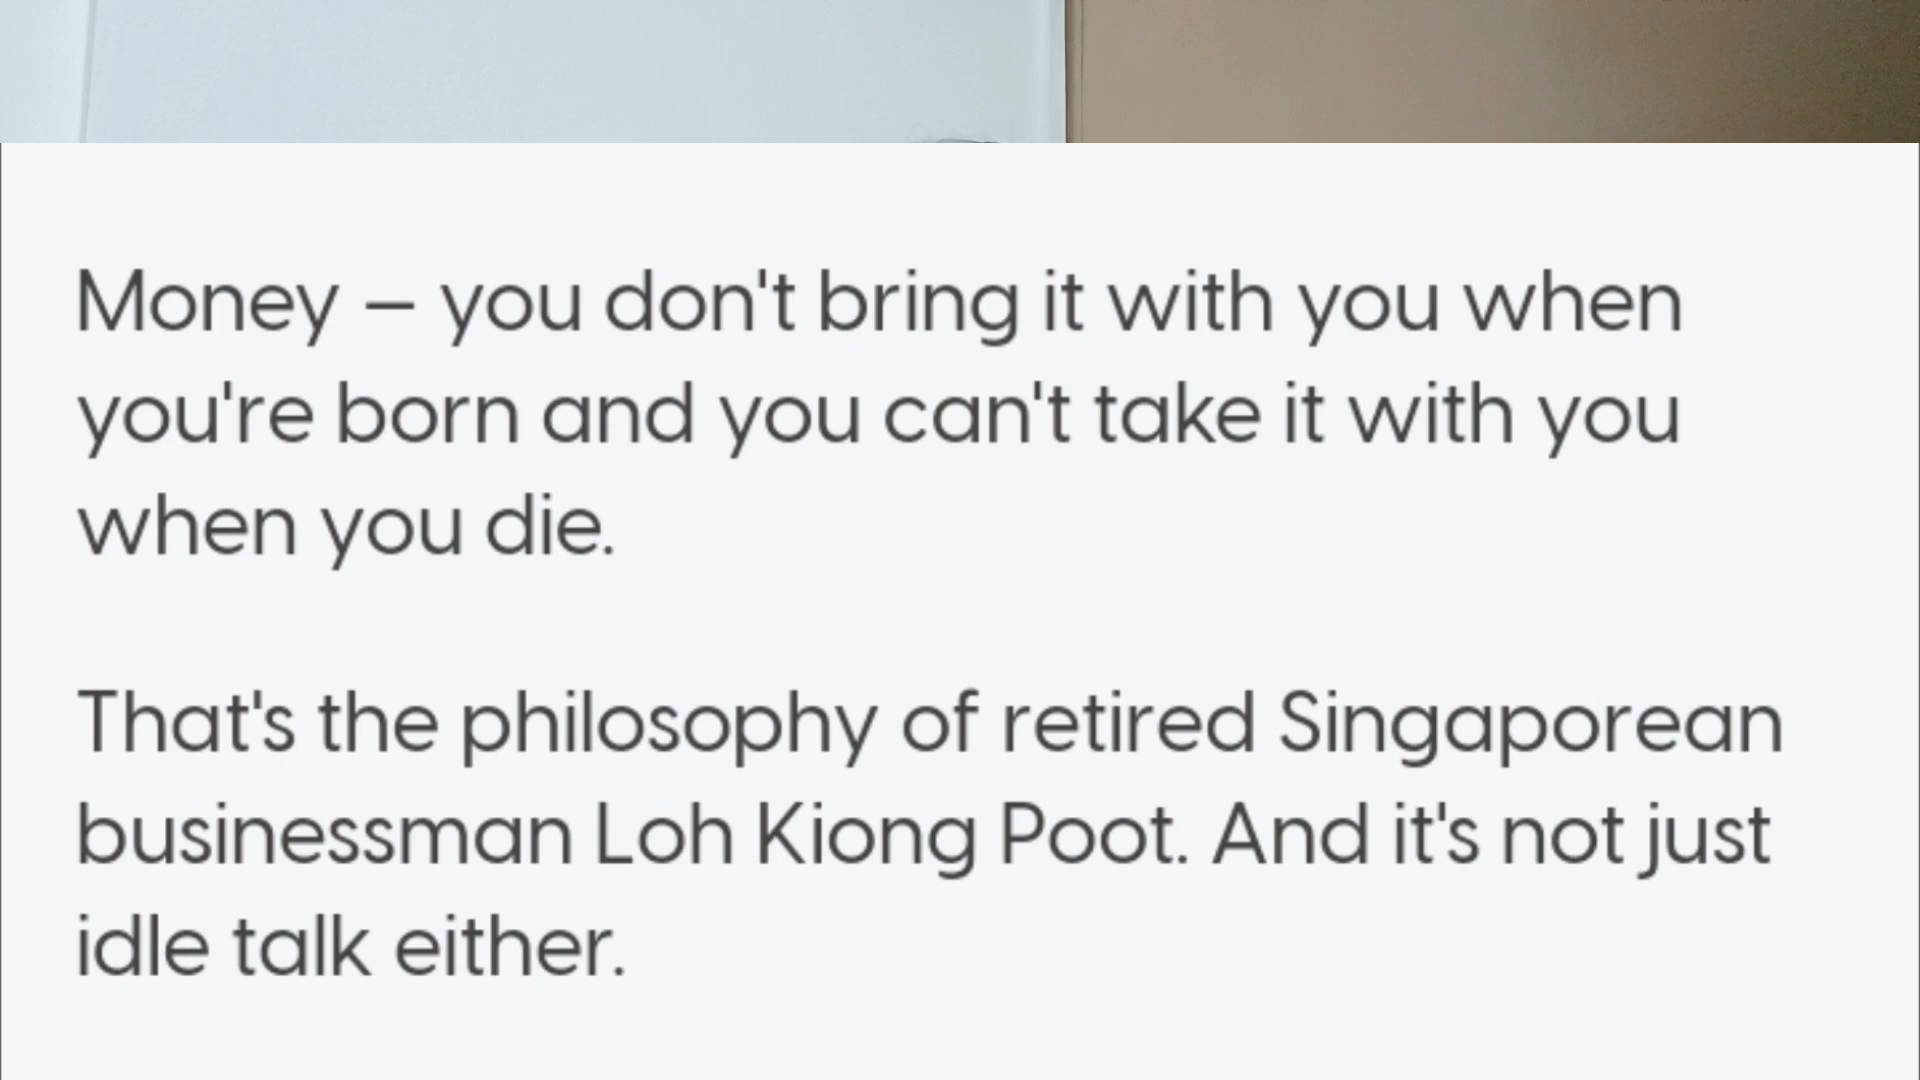 Money – you don't bring it with you when
you're born and you can't take it with you
when you die.
That's the philosophy of retired Singaporean
businessman Loh Kiong Poot. And it's not just
idle talk either.